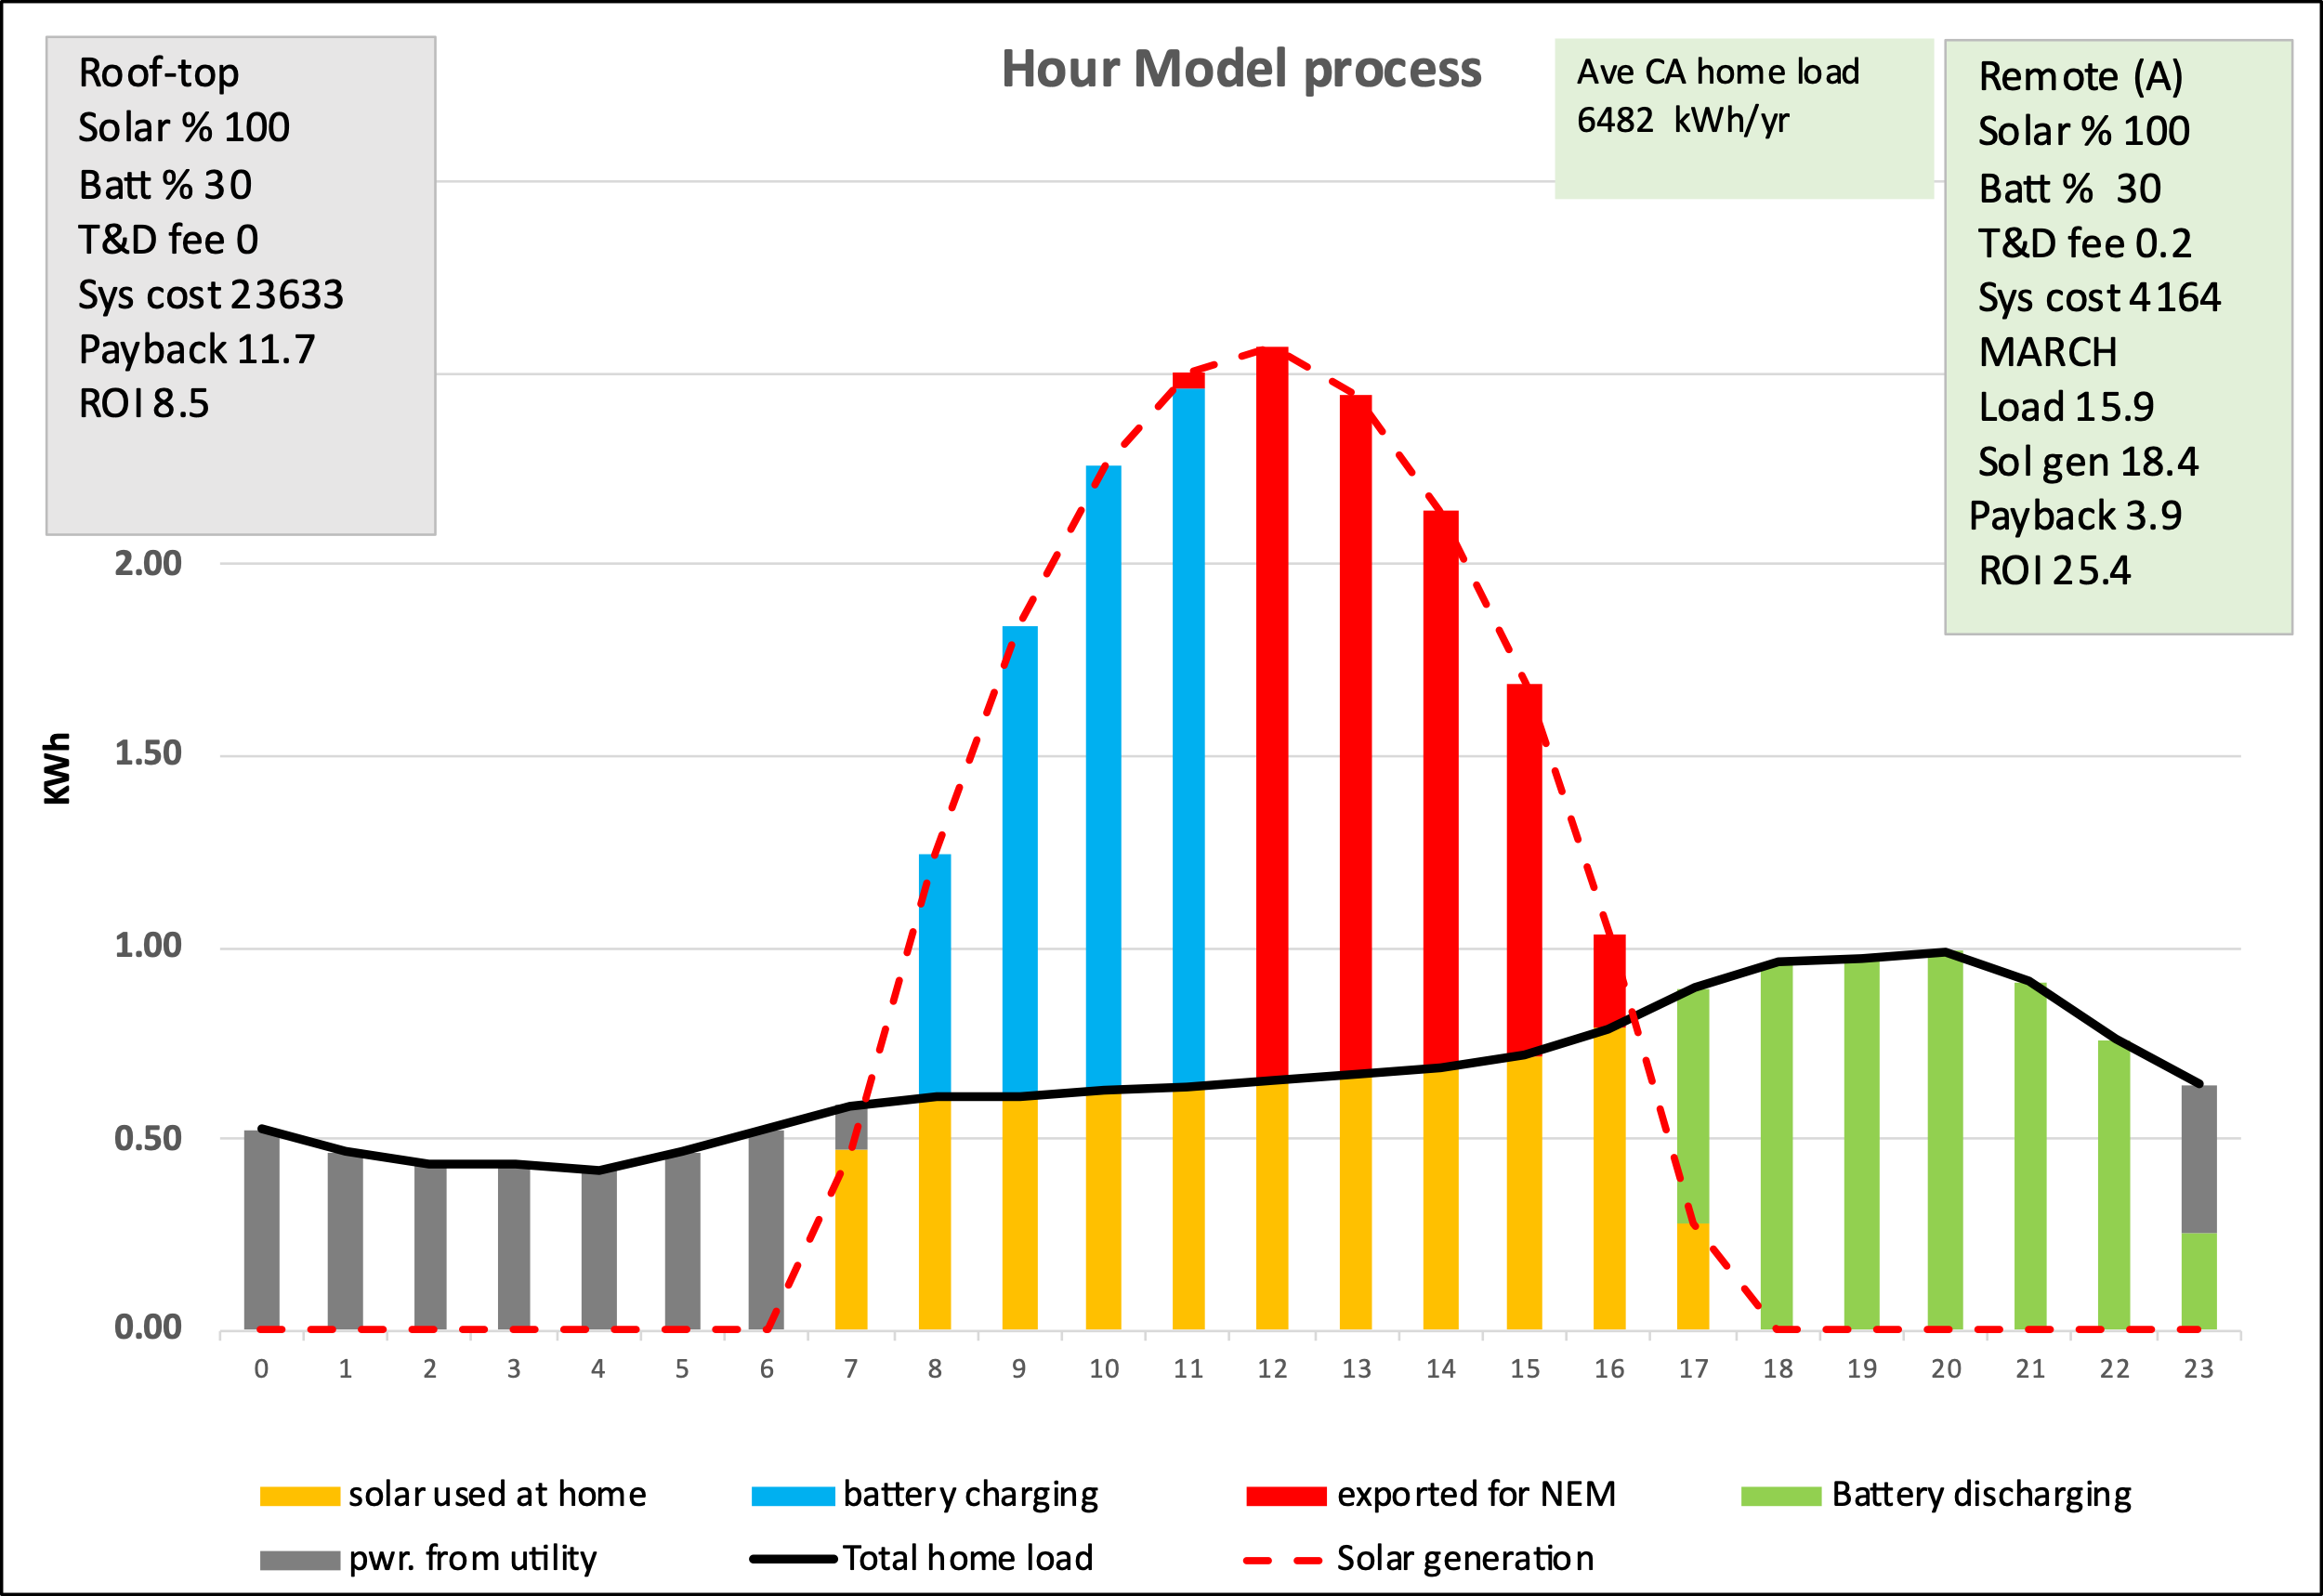 Hour Model process
Roof-top
Solar % 100
Batt % 30
T&D fee 0
Sys cost 23633
Payback 11.7
ROI 8.5
Ave CA home load
6482 kWh/yr
Remote (A)
Solar % 100
Batt % 30
T&D fee 0.2
Sys cost 4164
MARCH
Load 15.9
Sol gen 18.4
Payback 3.9
ROI 25.4
KWh
2.00
1.50
1.00
0.50
0.00
0 1 2 3 4 5 6 7 8 9 10 11 12 13 14 15 16 17 18 19 20 21 22 23
solar used at home battery charging exported for NEM Battery discharging
pwr. from utility Total home load Solar generation